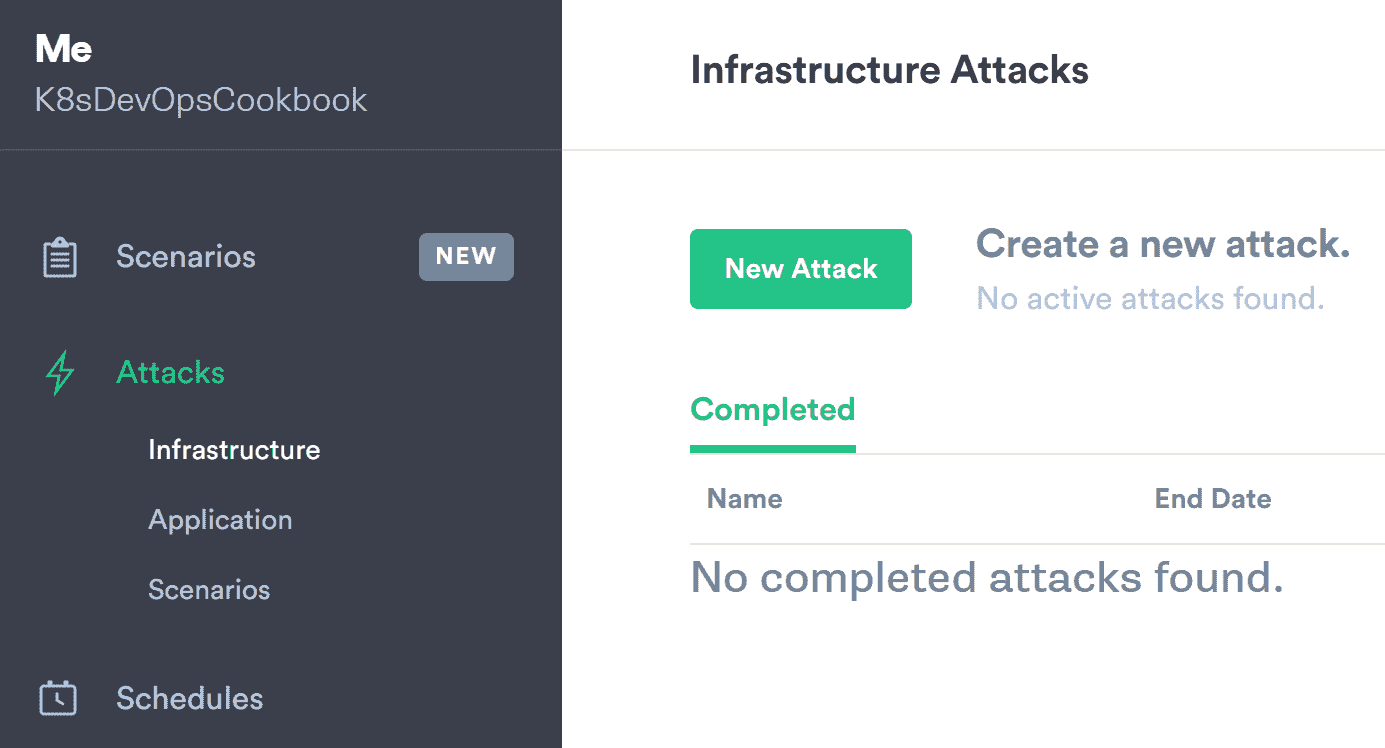 Me
K8sDevOpsCookbook
Scenarios NEW
Attacks
Infrastructure
Application
Scenarios
Schedules
Infrastructure Attacks
New Attack
Create a new attack.
No active attacks found.
Completed
Name End Date
No completed attacks found.